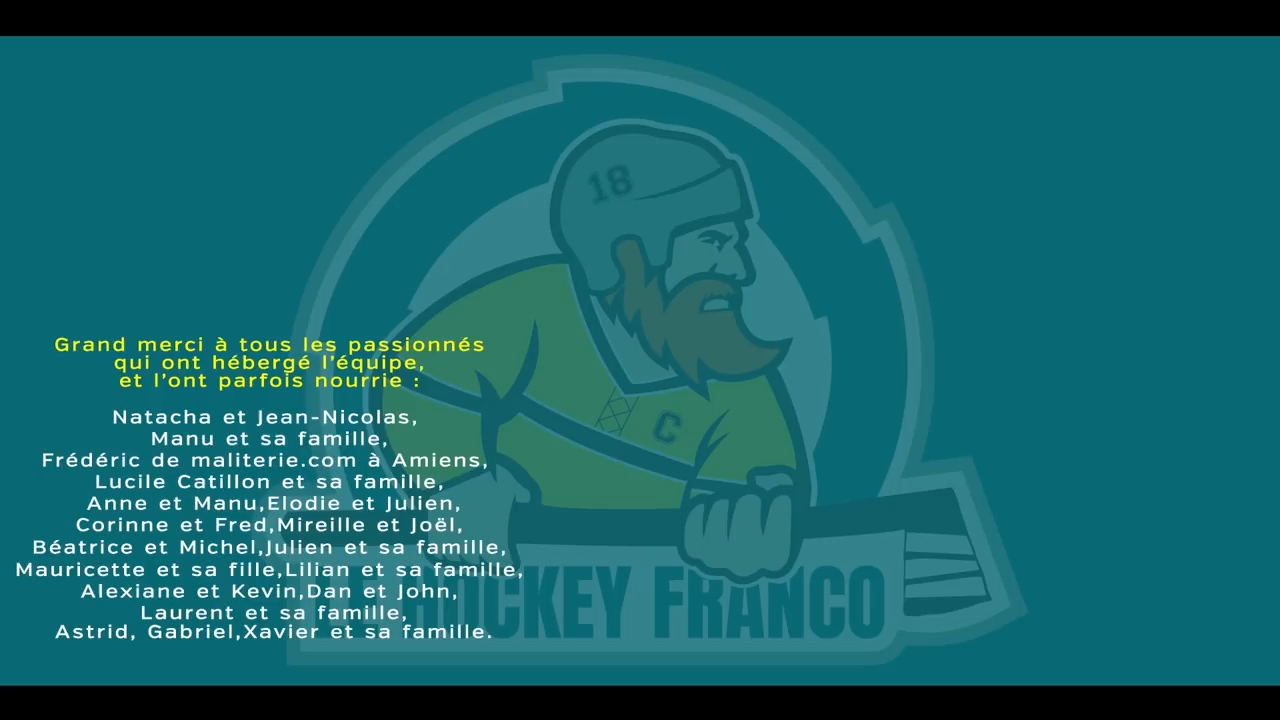 18
C
Grand merci à tous les passionnés
qui ont hébergé l'équipe,
et l'ont parfois nourrie :
Natacha et Jean-Nicolas,
Manu et sa famille,
Frédéric de maliterie.com à Amiens,
Lucile Catillon et sa famille,
Anne et Manu,Elodie et Julien,
Corinne et Fred,Mireille et Joël,
Béatrice et Michel,Julien et sa famille,
Mauricette et sa fille,Lilian et sa famille,
Alexiane et Kevin,Dan et John,
Laurent et sa famille,
Astrid, Gabriel,Xavier et sa famille.
LE HOCKEY FRANCO